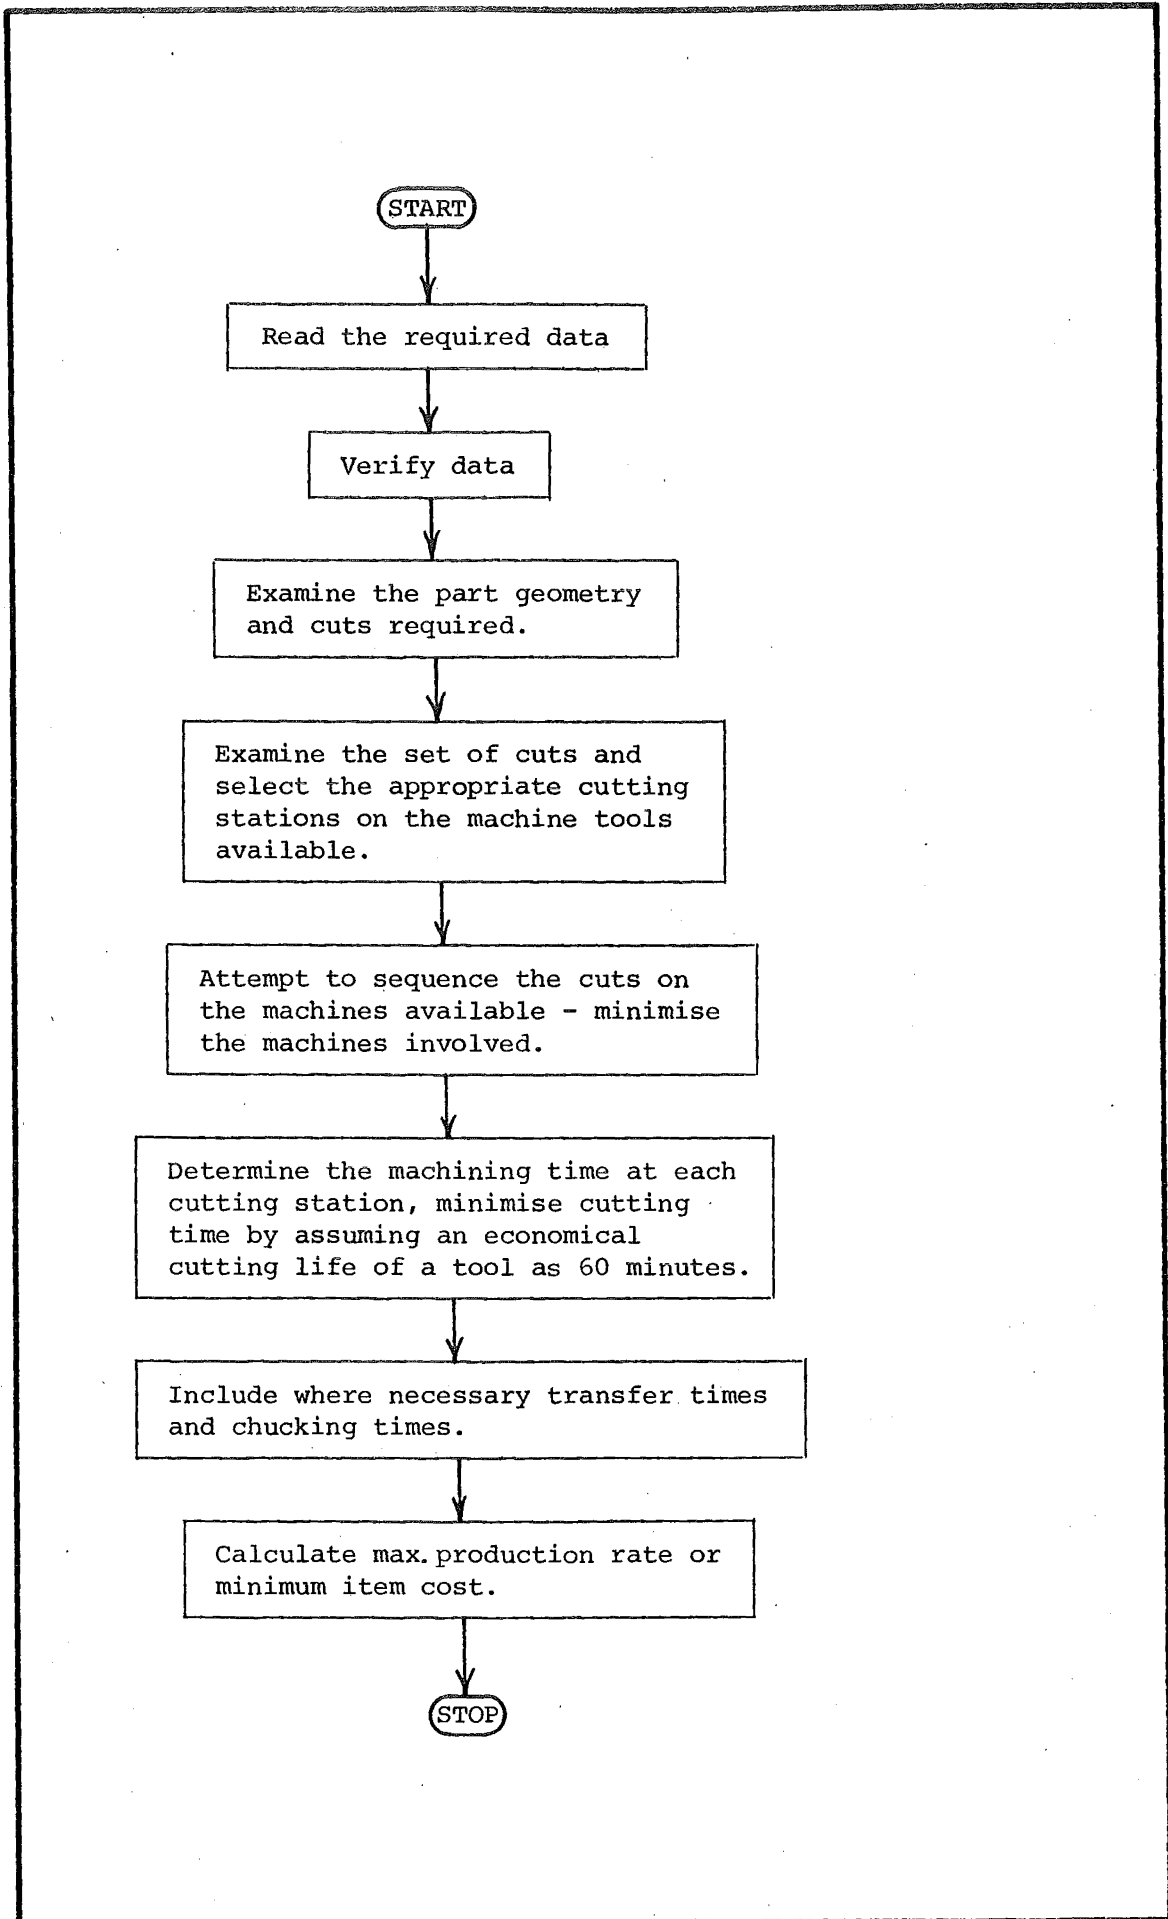 START
Read the required data
Verify data
Examine the part geometry
and cuts required.
Examine the set of cuts and
select the appropriate cutting
stations on the machine tools
available.
Attempt to sequence the cuts on
the machines available - minimise
the machines involved.
Determine the machining time at each
cutting station, minimise cutting
time by assuming an economical
cutting life of a tool as 60 minutes.
Include where necessary transfer times
and chucking times.
Calculate max. production rate or
minimum item cost.
STOP